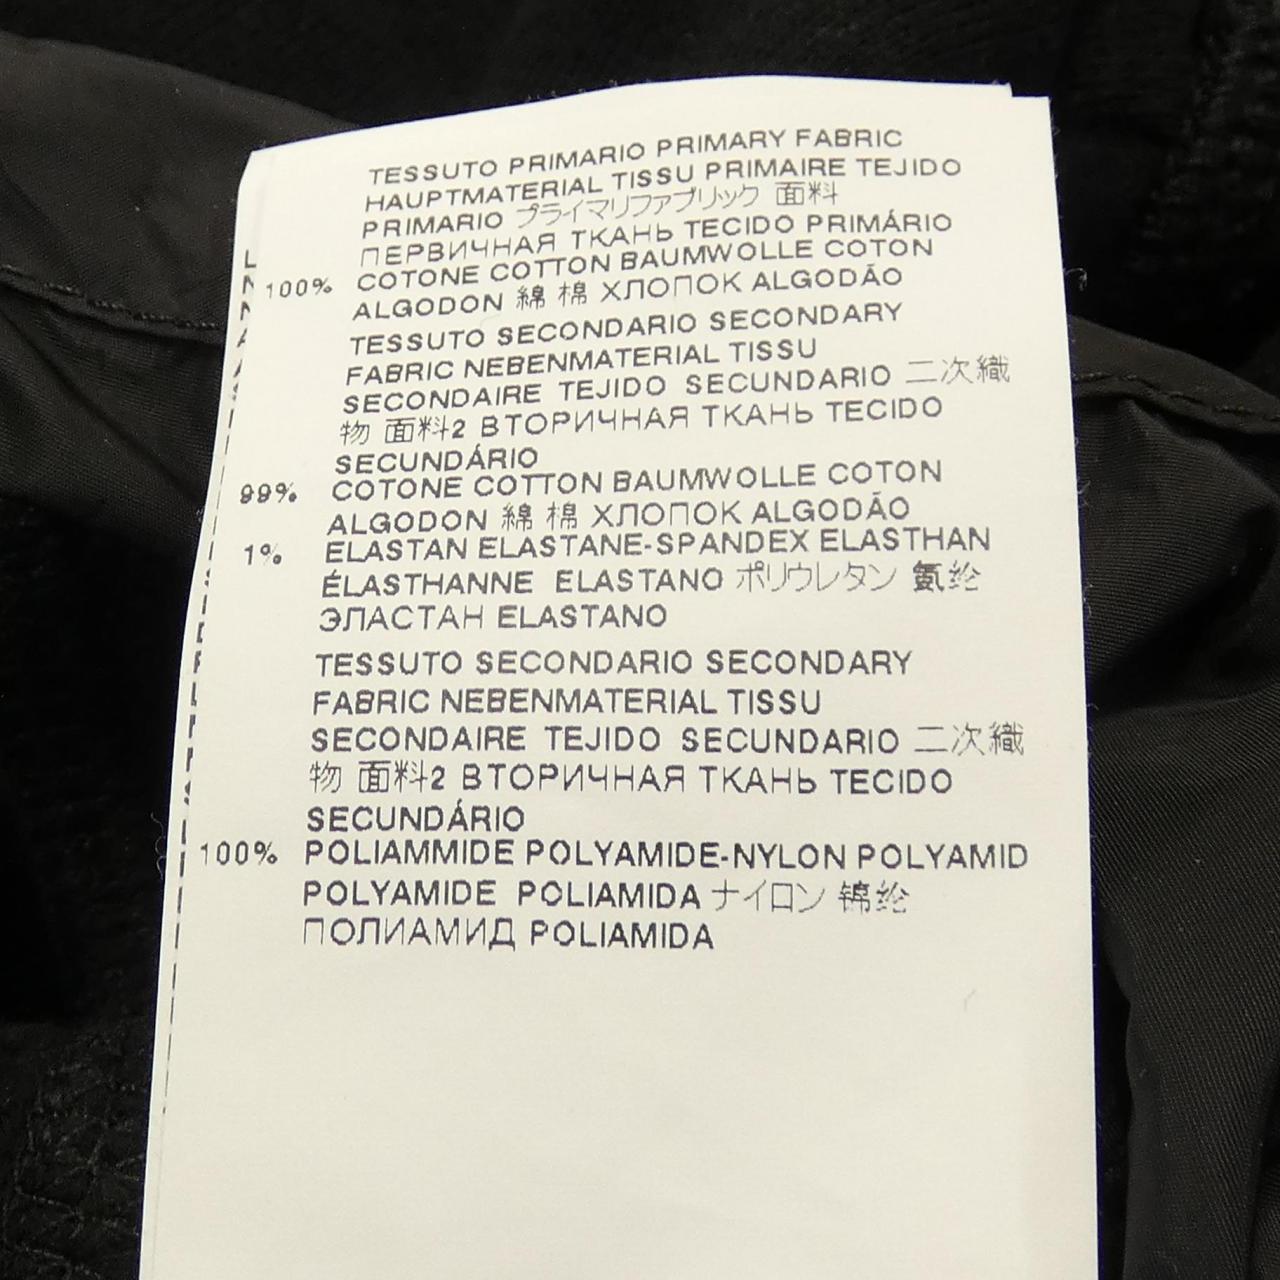 TESSUTO PRIMARIO PRIMARY FABRIC
HAUPTMATERIAL TISSU PRIMAIRE TEJIDO
PRIMARIO プライマリファブリック 面料
ПЕРВИЧНАЯ ТКАНЬ TECIDO PRIMÁRIO
100% COTONE COTTON BAUMWOLLE COTON
ALGODON 綿 棉 ХЛОПОК ALGODÃO
TESSUTO SECONDARIO SECONDARY
FABRIC NEBENMATERIAL TISSU
SECONDAIRE TEJIDO SECUNDARIO 二次織
物 面料2 ВТОРИЧНАЯ ТКАНЬ TECIDO
SECUNDÁRIO
99% COTONE COTTON BAUMWOLLE COTON
ALGODON 綿 棉 ХЛОПОК ALGODÃO
1% ELASTAN ELASTANE-SPANDEX ELASTHAN
ÉLASTHANNE ELASTANO ポリウレタン 氨纶
ЭЛАСТАН ELASTANO
TESSUTO SECONDARIO SECONDARY
FABRIC NEBENMATERIAL TISSU
SECONDAIRE TEJIDO SECUNDARIO 二次織
物 面料2 ВТОРИЧНАЯ ТКАНЬ TECIDO
SECUNDÁRIO
100% POLIAMMIDE POLYAMIDE-NYLON POLYAMID
POLYAMIDE POLIAMIDA ナイロン 锦纶
ПОЛИАМИД POLIAMIDA